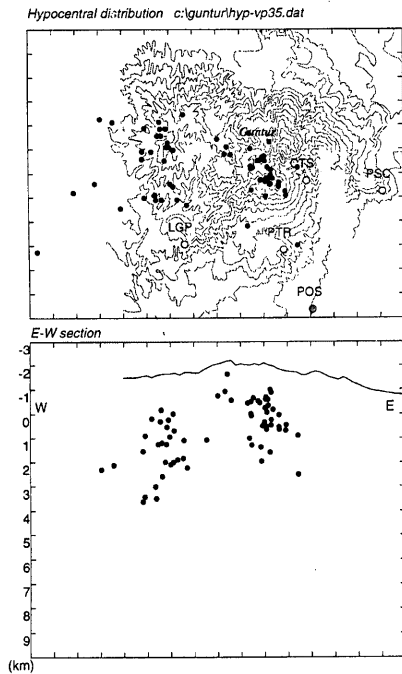 Hypocentral distribution c:\guntur\hyp-vp35.dat
Guntur
CTS
PSC
LGP
PTR
POS
E-W section
-3
-2
-1
W E
0
1
2
3
4
5
6
7
8
9
(km)